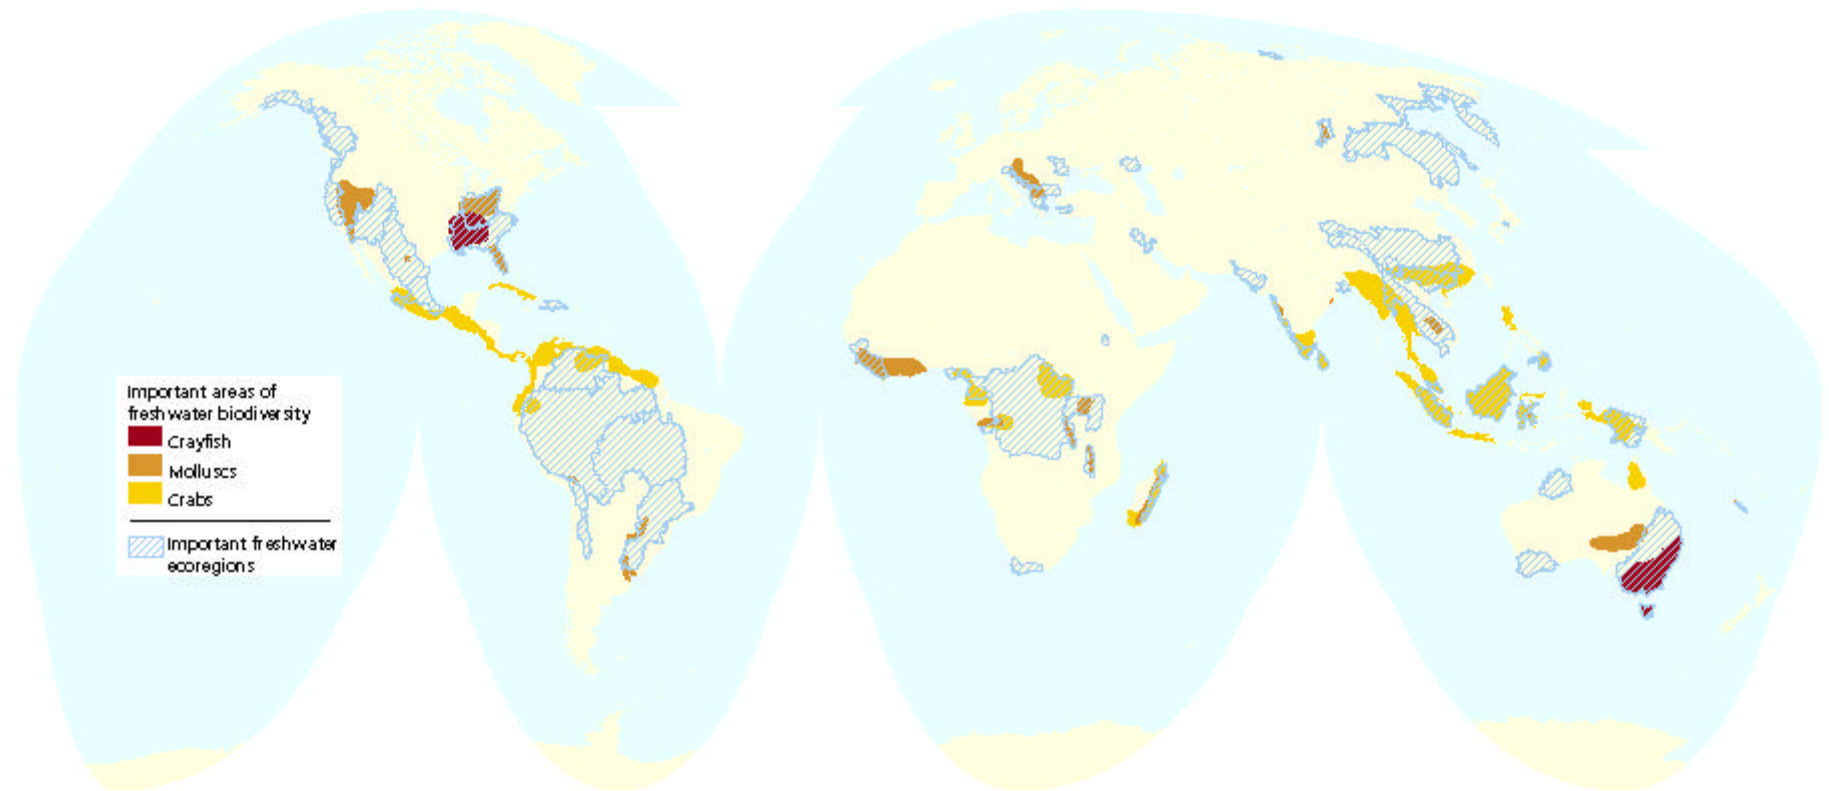 Important areas of
freshwater biodiversity
Crayfish
Molluscs
Crabs
Important freshwater
ecoregions